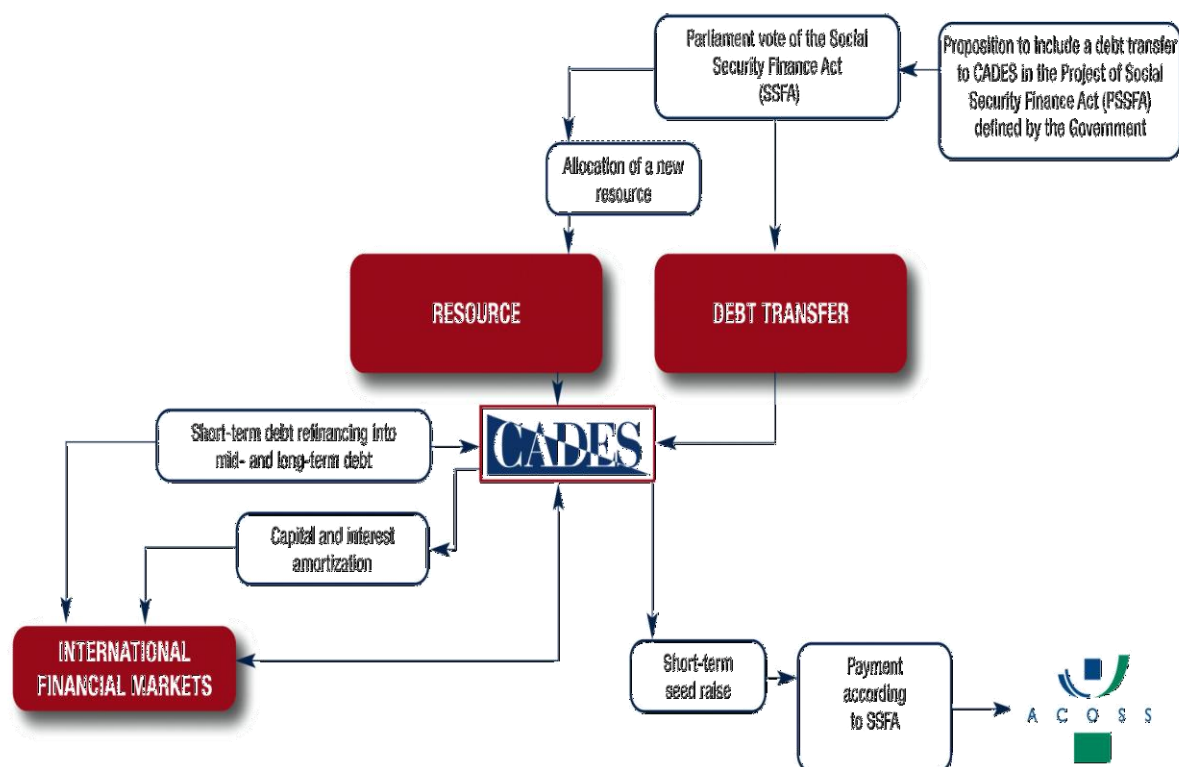 Parliament vote of the Social
Security Finance Act
(SSFA)
Proposition to include a debt transfer
to CADES in the Project of Social
Security Finance Act (PSSFA)
defined by the Government
Allocation of a new
resource
RESOURCE
DEBT TRANSFER
Short-term debt refinancing into
mid- and long-term debt
CADES
Capital and interest
amortization
INTERNATIONAL
FINANCIAL MARKETS
Short-term
seed raise
Payment
according
to SSFA
ACOSS